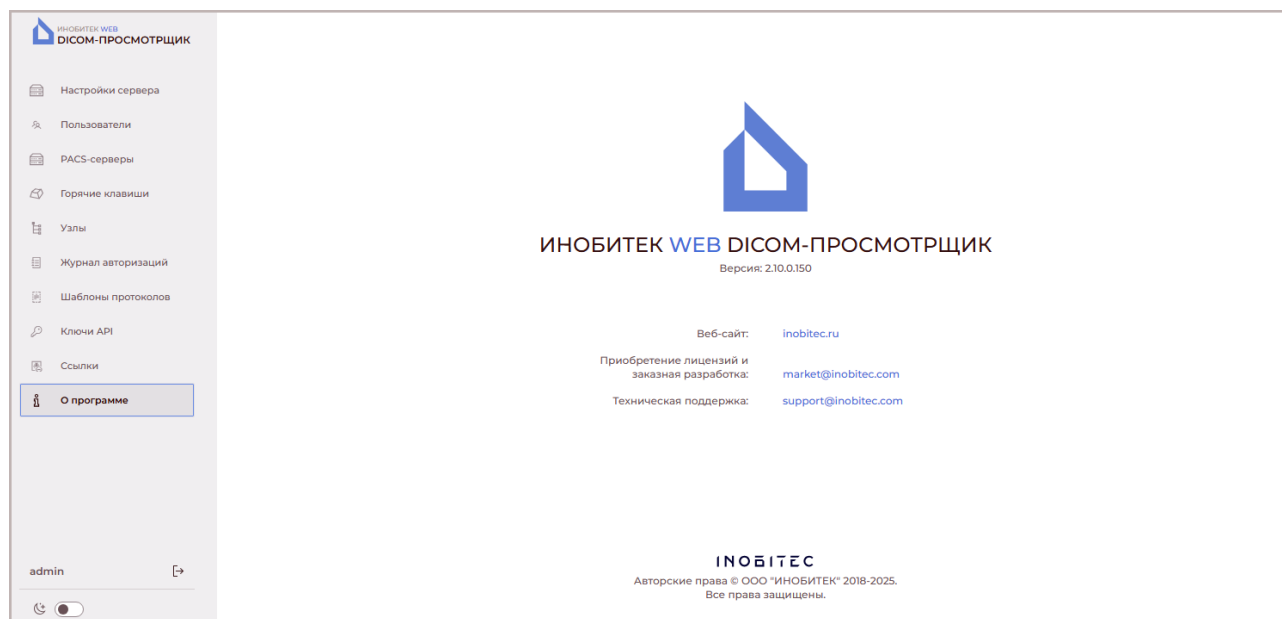 ИНОБИТЕК WEB
DICOM-ПРОСМОТРЩИК
Настройки сервера
Пользователи
PACS-серверы
Горячие клавиши
Узлы
Журнал авторизаций
Шаблоны протоколов
Ключи API
Ссылки
О программе
admin
ИНОБИТЕК WEB DICOM-ПРОСМОТРЩИК
Версия: 2.10.0.150
Веб-сайт: inobitec.ru
Приобретение лицензий и
заказная разработка: market@inobitec.com
Техническая поддержка: support@inobitec.com
INOBITEC
Авторские права © ООО "ИНОБИТЕК" 2018-2025.
Все права защищены.